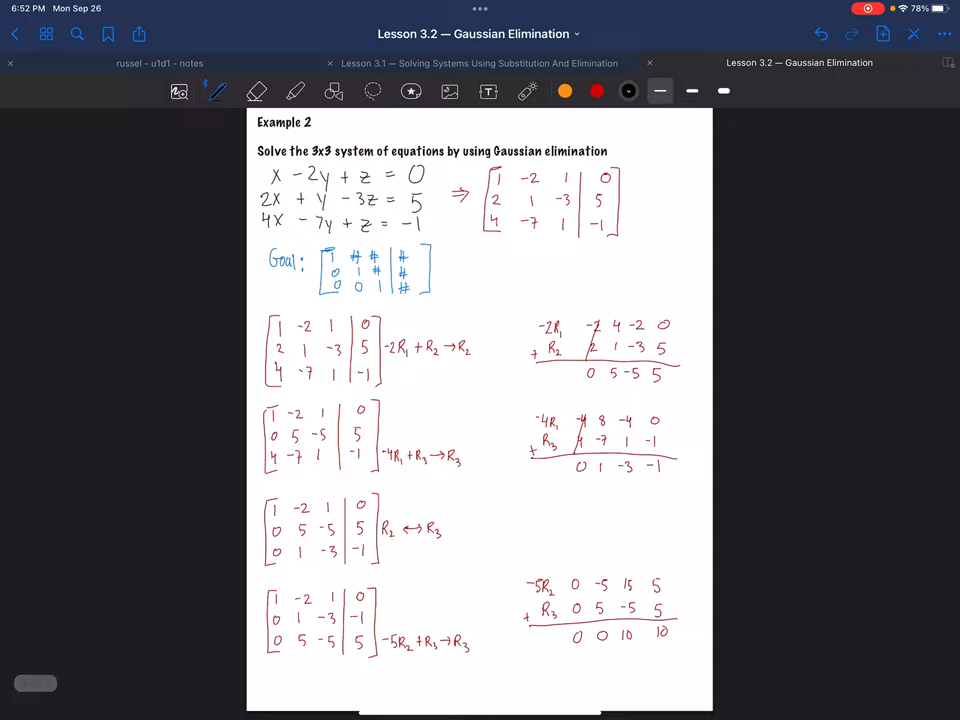 6:52 PM Mon Sep 26
78%
Lesson 3.2 — Gaussian Elimination
russel - u1d1 - notes
Lesson 3.1 — Solving Systems Using Substitution And Elimination
Lesson 3.2 — Gaussian Elimination
Example 2
Solve the 3x3 system of equations by using Gaussian elimination
x - 2y + z = 0
2x + y - 3z = 5
4x - 7y + z = -1
⇒
1 -2 1 | 0
2 1 -3 | 5
4 -7 1 | -1
Goal:
1 # # | #
0 1 # | #
0 0 1 | #
1 -2 1 | 0
2 1 -3 | 5 -2R₁ + R₂ → R₂
4 -7 1 | -1
-2R₁ -2 4 -2 0
+ R₂ 2 1 -3 5
0 5 -5 5
1 -2 1 | 0
0 5 -5 | 5
4 -7 1 | -1 -4R₁ + R₃ → R₃
-4R₁ -4 8 -4 0
+ R₃ 4 -7 1 -1
0 1 -3 -1
1 -2 1 | 0
0 5 -5 | 5 R₂ ↔ R₃
0 1 -3 | -1
1 -2 1 | 0
0 1 -3 | -1
0 5 -5 | 5 -5R₂ + R₃ → R₃
-5R₂ 0 -5 15 5
+ R₃ 0 5 -5 5
0 0 10 10